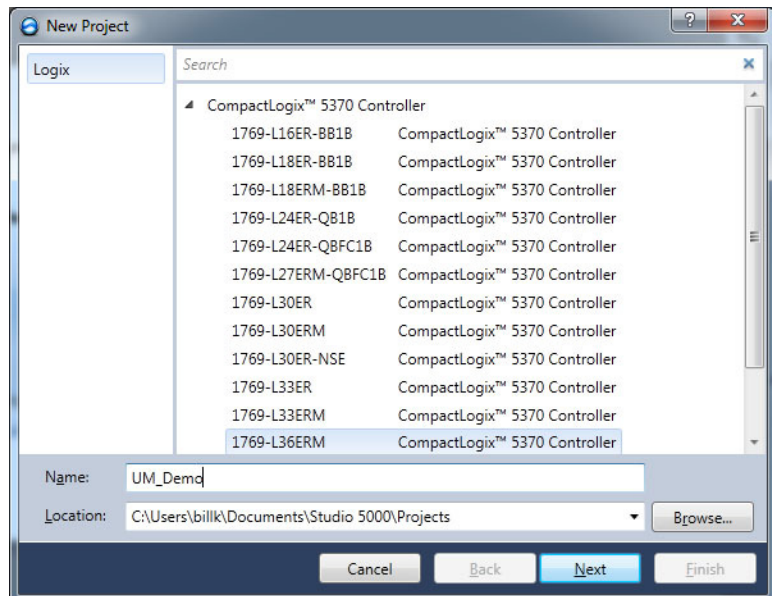 New Project
Logix
Search
CompactLogix™ 5370 Controller
1769-L16ER-BB1B CompactLogix™ 5370 Controller
1769-L18ER-BB1B CompactLogix™ 5370 Controller
1769-L18ERM-BB1B CompactLogix™ 5370 Controller
1769-L24ER-QB1B CompactLogix™ 5370 Controller
1769-L24ER-QBFC1B CompactLogix™ 5370 Controller
1769-L27ERM-QBFC1B CompactLogix™ 5370 Controller
1769-L30ER CompactLogix™ 5370 Controller
1769-L30ERM CompactLogix™ 5370 Controller
1769-L30ER-NSE CompactLogix™ 5370 Controller
1769-L33ER CompactLogix™ 5370 Controller
1769-L33ERM CompactLogix™ 5370 Controller
1769-L36ERM CompactLogix™ 5370 Controller
Name: UM_Demo
Location: C:\Users\billk\Documents\Studio 5000\Projects Browse...
Cancel Back Next Finish